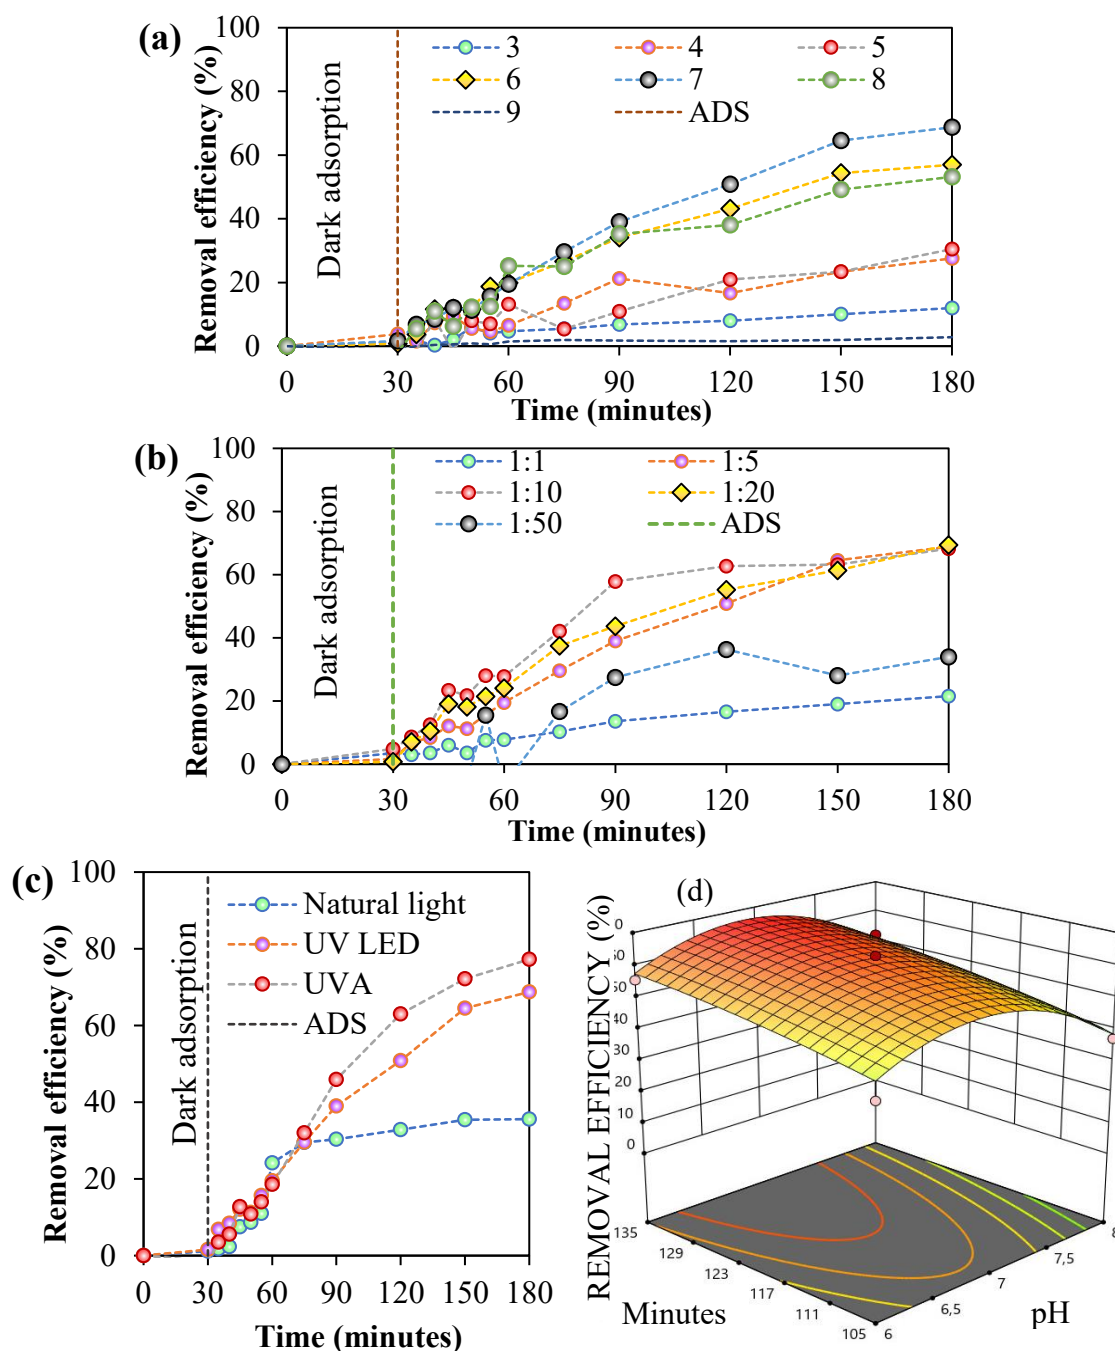 (a)
Removal efficiency (%)
100
80
60
40
20
0
Dark adsorption
3 4 5
6 7 8
9 ADS
0 30 60 90 120 150 180
Time (minutes)
(b)
Removal efficiency (%)
100
80
60
40
20
0
Dark adsorption
1:1 1:5
1:10 1:20
1:50 ADS
0 30 60 90 120 150 180
Time (minutes)
(c)
Removal efficiency (%)
100
80
60
40
20
0
Dark adsorption
Natural light
UV LED
UVA
ADS
0 30 60 90 120 150 180
Time (minutes)
(d)
REMOVAL EFFICIENCY (%)
0
60
50
40
30
20
10
0
135
129
123
117
111
105
Minutes
6
6,5
7
7,5
8
pH